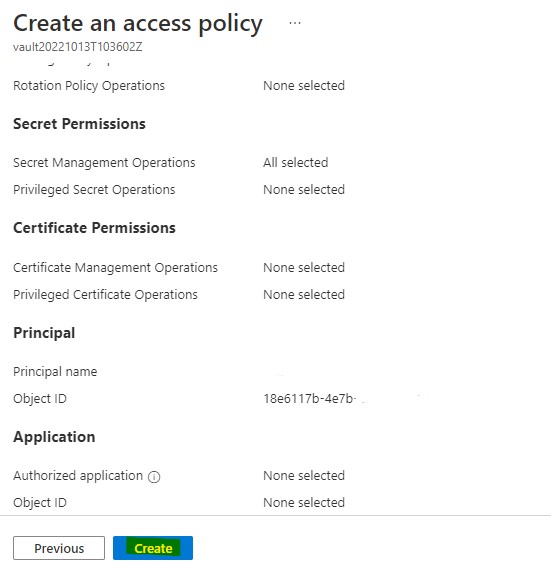 Create an access policy ...
vault20221013T103602Z
Rotation Policy Operations None selected
Secret Permissions
Secret Management Operations All selected
Privileged Secret Operations None selected
Certificate Permissions
Certificate Management Operations None selected
Privileged Certificate Operations None selected
Principal
Principal name
Object ID 18e6117b-4e7b-
Application
Authorized application None selected
Object ID None selected
Previous Create